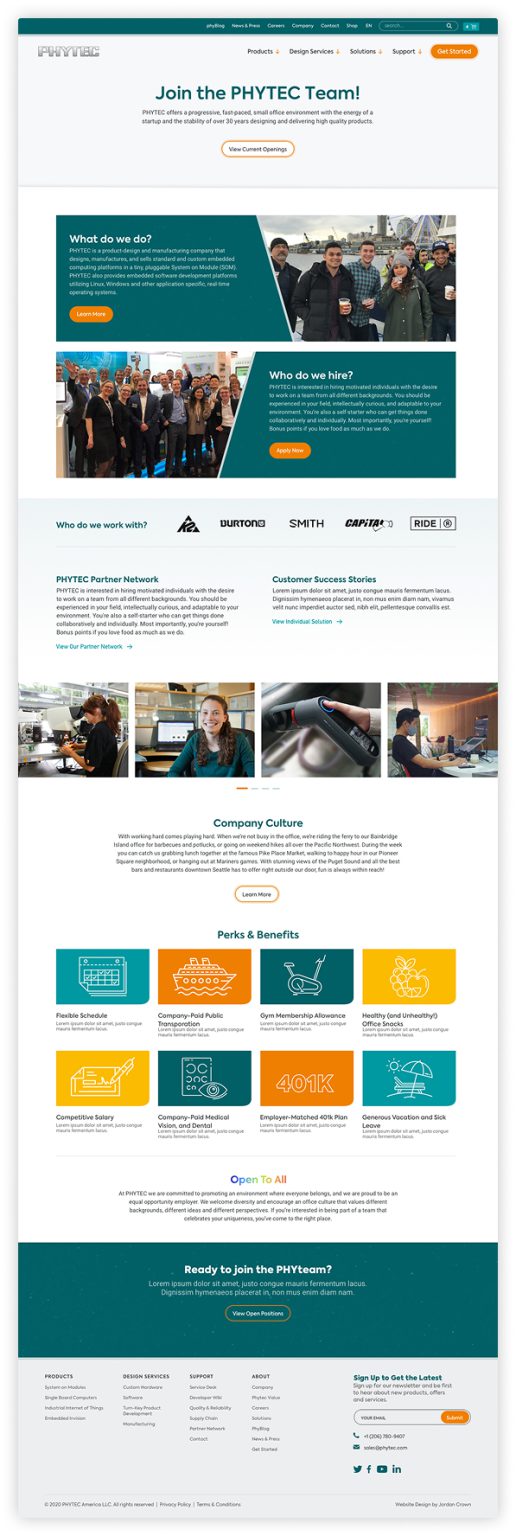 phyBlog News & Press Careers Company Contact Shop EN search...
PHYTEC
Products Design Services Solutions Support Get Started
Join the PHYTEC Team!
PHYTEC offers a progressive, fast-paced, small office environment with the energy of a
startup and the stability of over 30 years designing and delivering high quality products.
View Current Openings
What do we do?
PHYTEC is a product-design and manufacturing company that
designs, manufactures, and sells standard and custom embedded
computing platforms in a tiny, pluggable System on Module (SOM).
PHYTEC also provides embedded software development platforms
utilizing Linux, Windows and other application specific, real-time
operating systems.
Learn More
Who do we hire?
PHYTEC is interested in hiring motivated individuals with the desire
to work on a team from all different backgrounds. You should be
experienced in your field, intellectually curious, and adaptable to your
environment. You're also a self-starter who can get things done
collaboratively and individually. Most importantly, you're yourself!
Bonus points if you love food as much as we do.
Apply Now
Who do we work with? K2 BURTON SMITH CAPiTA RIDE ®
PHYTEC Partner Network
PHYTEC is interested in hiring motivated individuals with the desire
to work on a team from all different backgrounds. You should be
experienced in your field, intellectually curious, and adaptable to your
environment. You're also a self-starter who can get things done
collaboratively and individually. Most importantly, you're yourself!
Bonus points if you love food as much as we do.
View Our Partner Network
Customer Success Stories
Lorem ipsum dolor sit amet, justo congue mauris fermentum lacus.
Dignissim hymenaeos placerat in, non mus enim diam nam, vivamus
velit nunc imperdiet auctor sed, nibh elit, pellentesque convallis est.
View Individual Solution
Company Culture
With working hard comes playing hard. When we're not busy in the office, we're riding the ferry to our Bainbridge
Island office for barbecues and potlucks, or going on weekend hikes all over the Pacific Northwest. During the week
you can catch us grabbing lunch together at the famous Pike Place Market, walking to happy hour in our Pioneer
Square neighborhood, or hanging out at Mariners games. With stunning views of the Puget Sound and all the best
bars and restaurants downtown Seattle has to offer right outside our door, fun is always within reach!
Learn More
Perks & Benefits
Flexible Schedule
Lorem ipsum dolor sit amet, justo congue
mauris fermentum lacus.
Company-Paid Public
Transporation
Lorem ipsum dolor sit amet, justo congue
mauris fermentum lacus.
Gym Membership Allowance
Lorem ipsum dolor sit amet, justo congue
mauris fermentum lacus.
Healthy (and Unhealthy!)
Office Snacks
Lorem ipsum dolor sit amet, justo congue
mauris fermentum lacus.
Competitive Salary
Lorem ipsum dolor sit amet, justo congue
mauris fermentum lacus.
Company-Paid Medical
Vision, and Dental
Lorem ipsum dolor sit amet, justo congue
mauris fermentum lacus.
401K
Employer-Matched 401k Plan
Lorem ipsum dolor sit amet, justo congue
mauris fermentum lacus.
Generous Vacation and Sick
Leave
Lorem ipsum dolor sit amet, justo congue
mauris fermentum lacus.
Open To All
At PHYTEC we are committed to promoting an environment where everyone belongs, and we are proud to be an
equal opportunity employer. We welcome diversity and encourage an office culture that values different
backgrounds, different ideas and different perspectives. If you're interested in being part of a team that
celebrates your uniqueness, you've come to the right place.
Ready to join the PHYteam?
Lorem ipsum dolor sit amet, justo congue mauris fermentum lacus.
Dignissim hymenaeos placerat in, non mus enim diam nam.
View Open Positions
PRODUCTS
System on Modules
Single Board Computers
Industrial Internet of Things
Embedded Invision
DESIGN SERVICES
Custom Hardware
Software
Turn-Key Product
Development
Manufacturing
SUPPORT
Service Desk
Developer Wiki
Quality & Reliability
Supply Chain
Partner Network
Contact
ABOUT
Company
Phytec Value
Careers
Solutions
PhyBlog
News & Press
Get Started
Sign Up to Get the Latest
Sign up for our newsletter and be first
to hear about new products, offers
and services.
YOUR EMAIL Submit
+1 (206) 780-9407
sales@phytec.com
© 2020 PHYTEC America LLC. All rights reserved | Privacy Policy | Terms & Conditions
Website Design by Jordan Crown